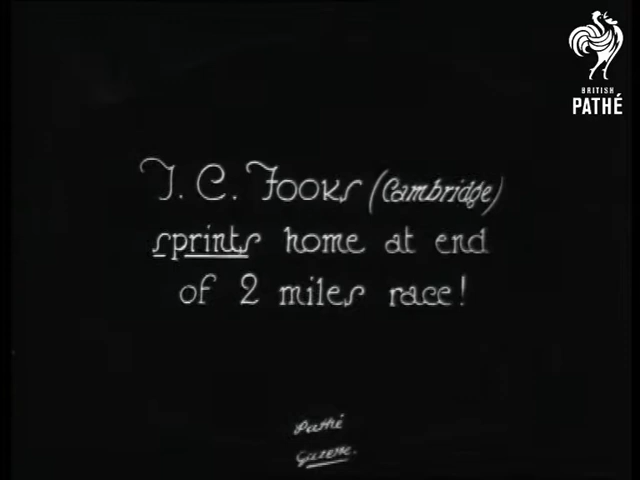 BRITISH
PATHÉ
T. C. Fooks (Cambridge)
sprints home at end
of 2 miles race!
Pathé
Gazette.